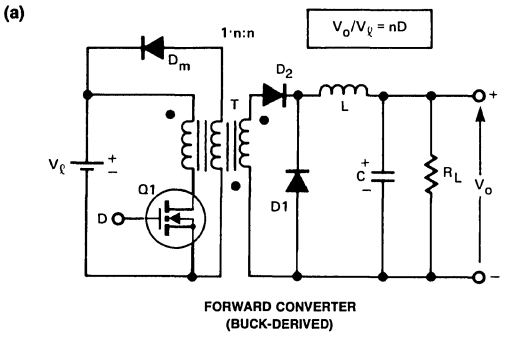 (a)
1·n:n
Vo/Vℓ = nD
Dm
D2
T
L
+
Vℓ
+
−
Q1
D
D1
+
C
−
RL
Vo
−
FORWARD CONVERTER
(BUCK-DERIVED)